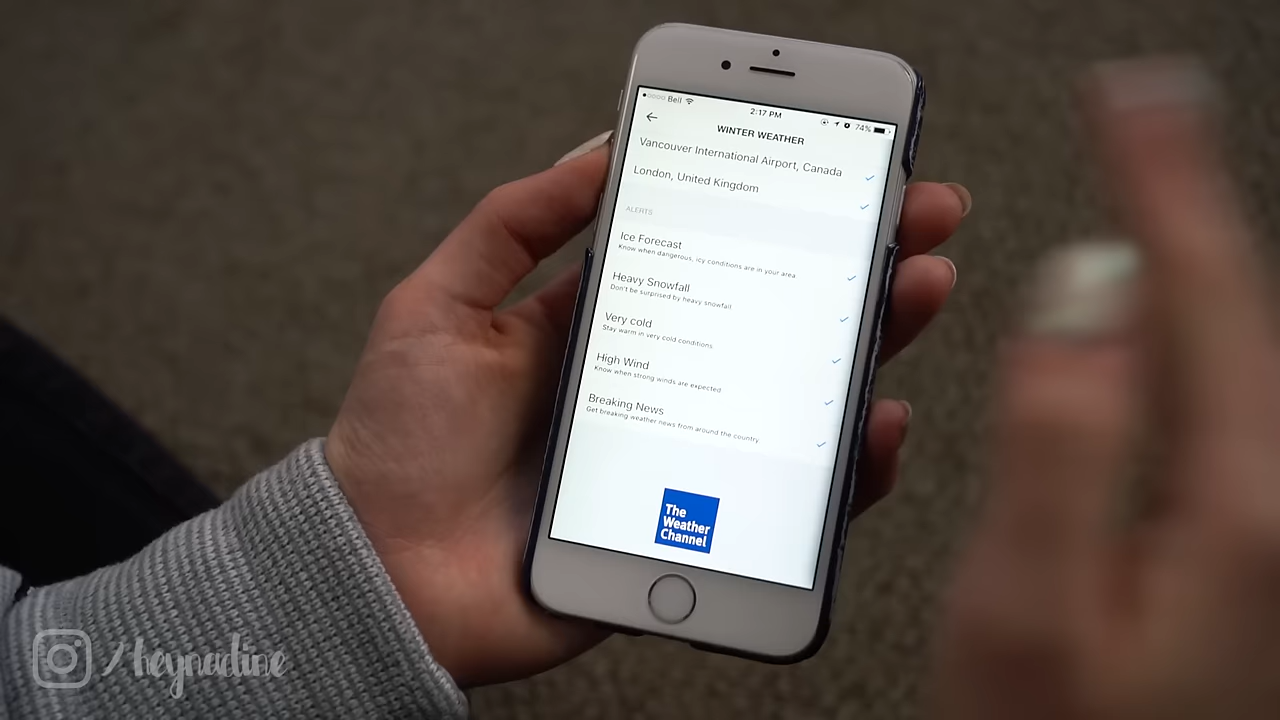 Bell
2:17 PM
74%
WINTER WEATHER
Vancouver International Airport, Canada
London, United Kingdom
ALERTS
Ice Forecast
Know when dangerous, icy conditions are in your area
Heavy Snowfall
Don't be surprised by heavy snowfall
Very cold
Stay warm in very cold conditions
High Wind
Know when strong winds are expected
Breaking News
Get breaking weather news from around the country
The
Weather
Channel
/heynadine